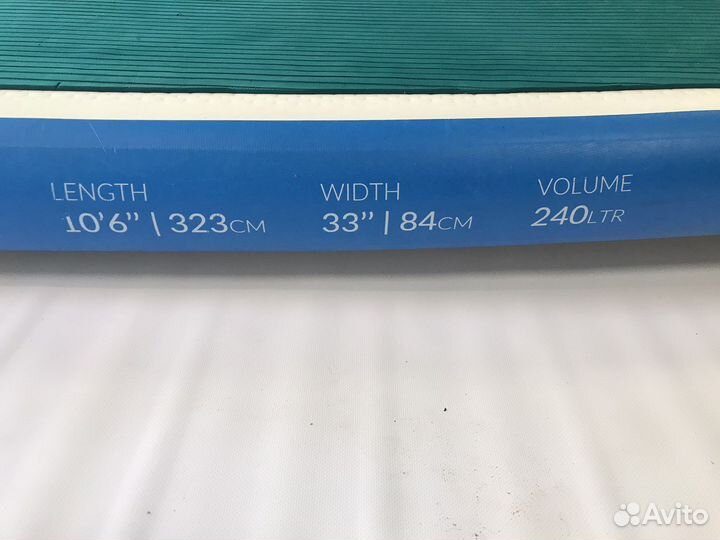 LENGTH
10'6'' | 323CM
WIDTH
33'' | 84CM
VOLUME
240LTR
Avito